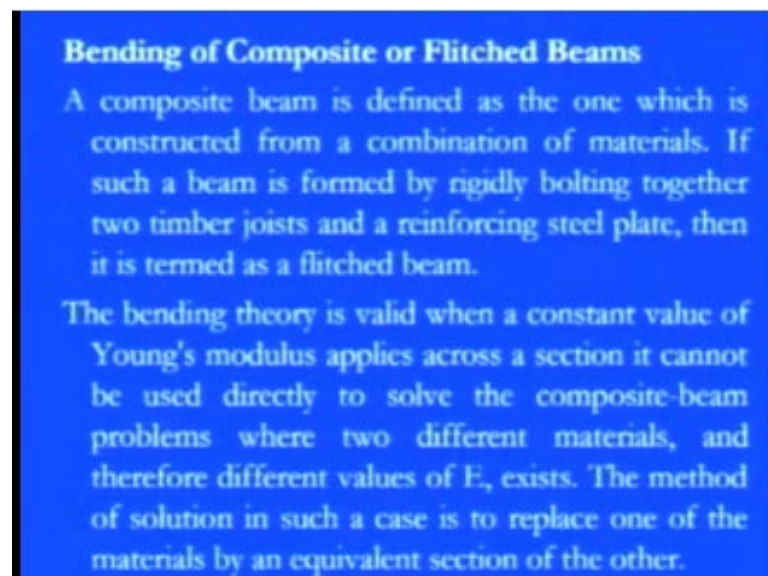 Bending of Composite or Flitched Beams
A composite beam is defined as the one which is
constructed from a combination of materials. If
such a beam is formed by rigidly bolting together
two timber joists and a reinforcing steel plate, then
it is termed as a flitched beam.
The bending theory is valid when a constant value of
Young's modulus applies across a section it cannot
be used directly to solve the composite-beam
problems where two different materials, and
therefore different values of E, exists. The method
of solution in such a case is to replace one of the
materials by an equivalent section of the other.